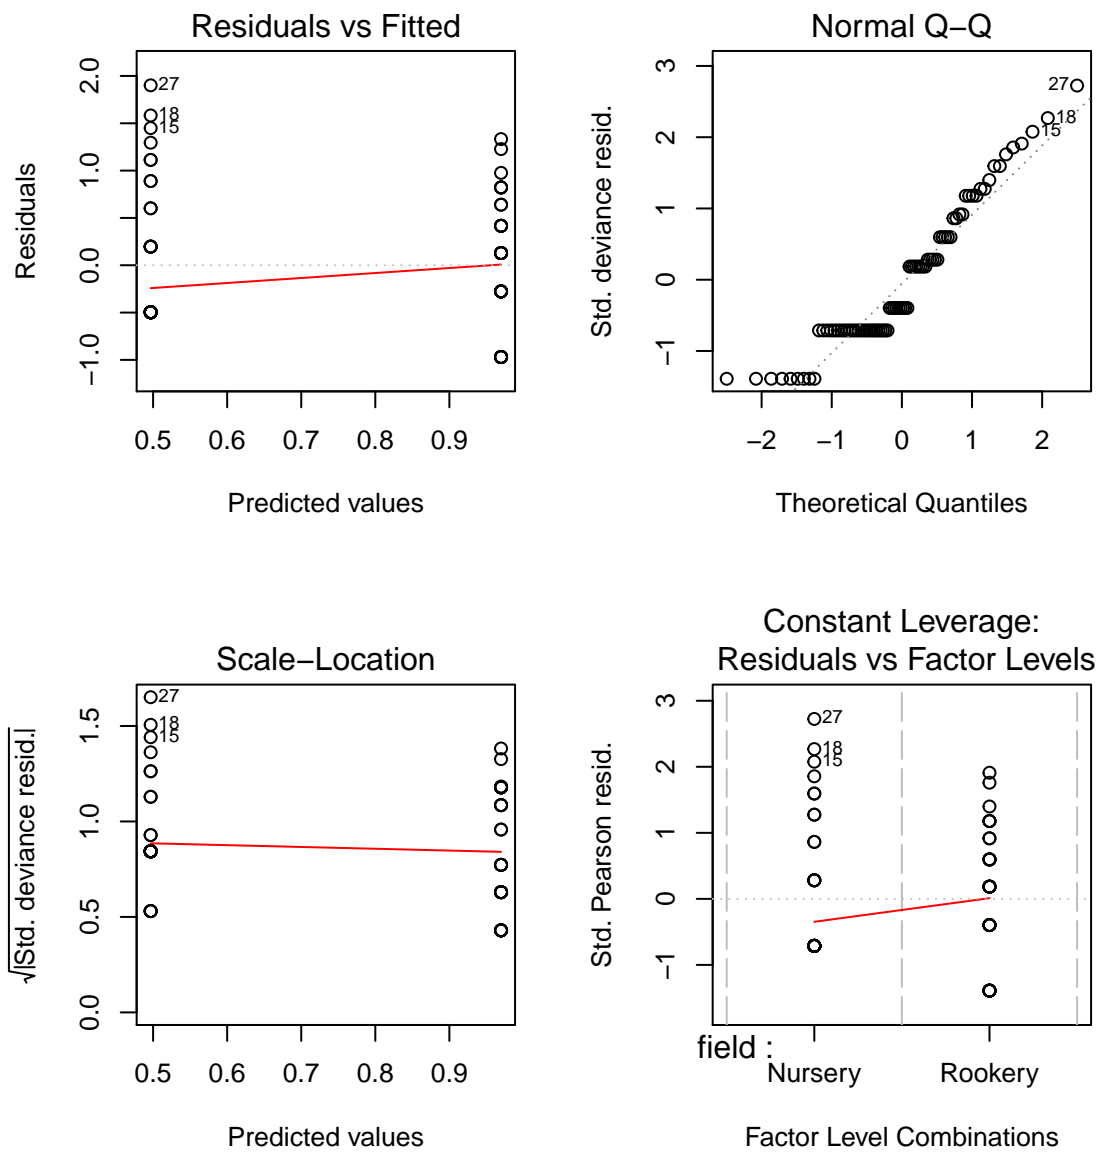 Residuals vs Fitted
Residuals
2.0
1.0
0.0
−1.0
27
18
15
0.5 0.6 0.7 0.8 0.9
Predicted values
Normal Q−Q
Std. deviance resid.
3
2
1
0
−1
27
18
15
−2 −1 0 1 2
Theoretical Quantiles
Scale−Location
√|Std. deviance resid.|
1.5
1.0
0.5
0.0
27
18
15
0.5 0.6 0.7 0.8 0.9
Predicted values
Constant Leverage:
Residuals vs Factor Levels
Std. Pearson resid.
3
2
1
0
−1
27
18
15
field :
Nursery Rookery
Factor Level Combinations